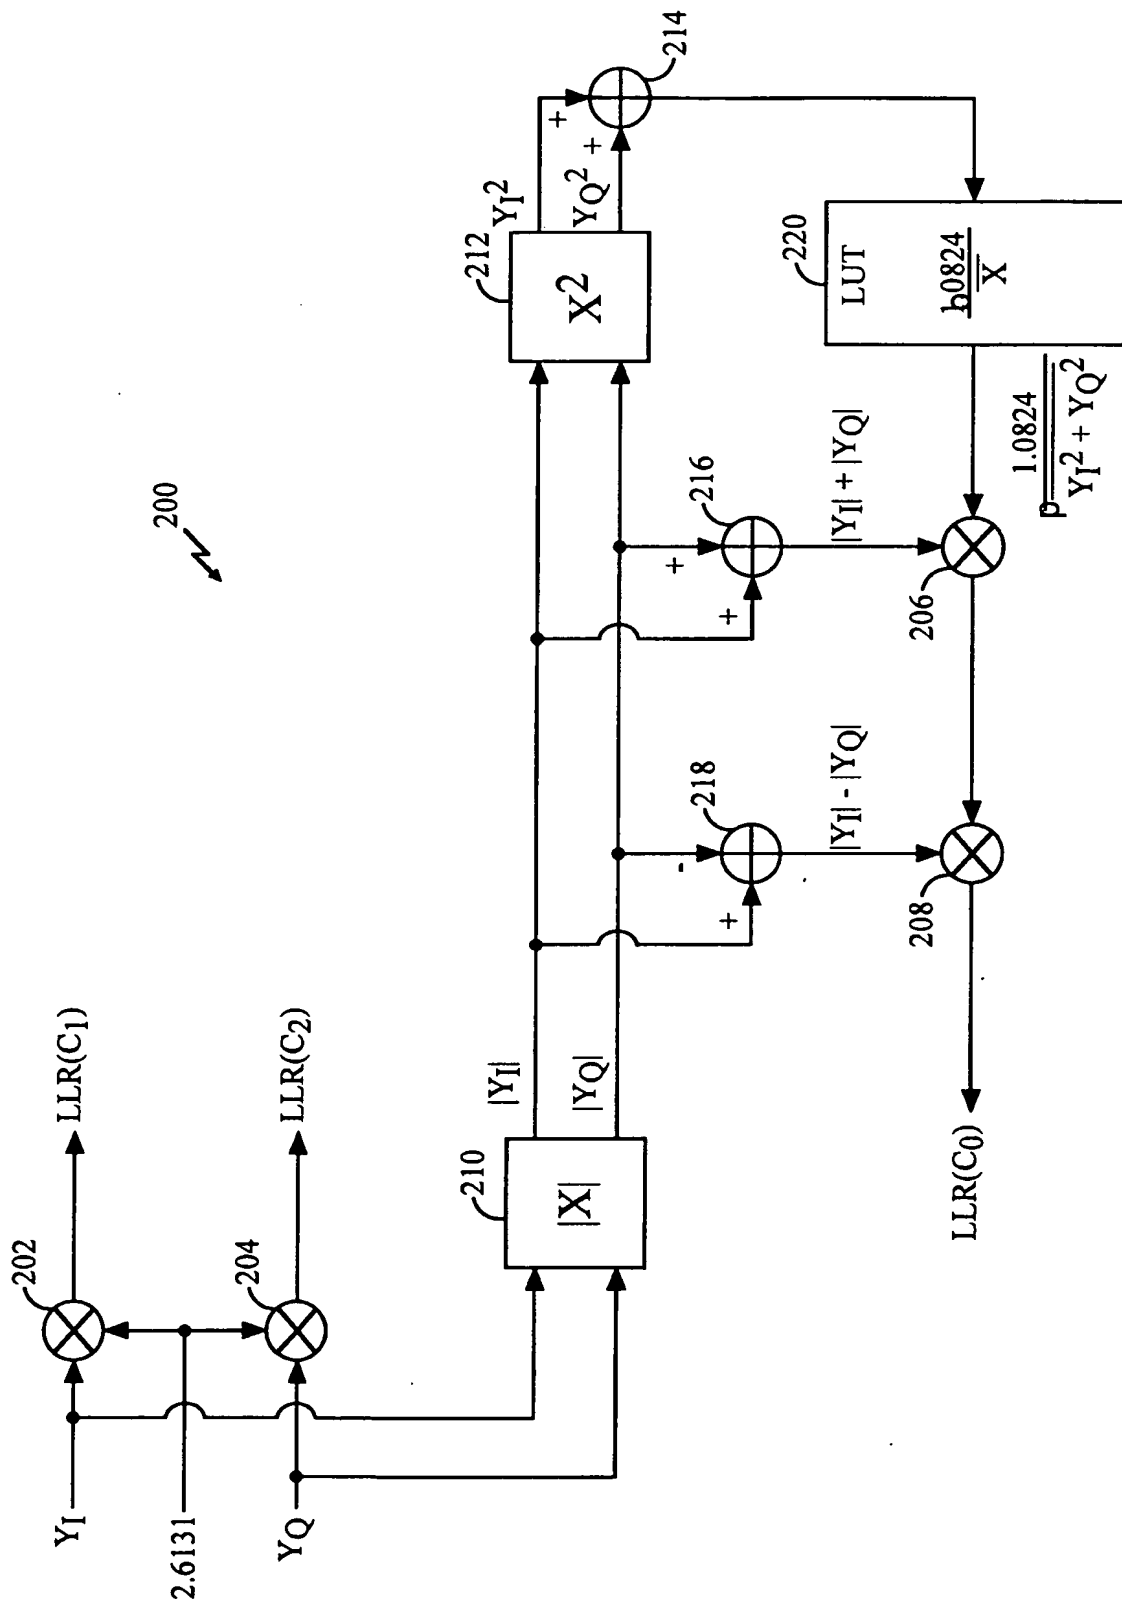 200
Y_I
2.6131
Y_Q
202
204
LLR(C_1)
LLR(C_2)
210
|X|
|Y_I|
|Y_Q|
212
X^2
Y_I^2
Y_Q^2
+
+
214
218
+
-
|Y_I| - |Y_Q|
216
+
+
|Y_I| + |Y_Q|
220
LUT
b0824
X
1.0824
p
Y_I^2 + Y_Q^2
206
208
LLR(C_0)